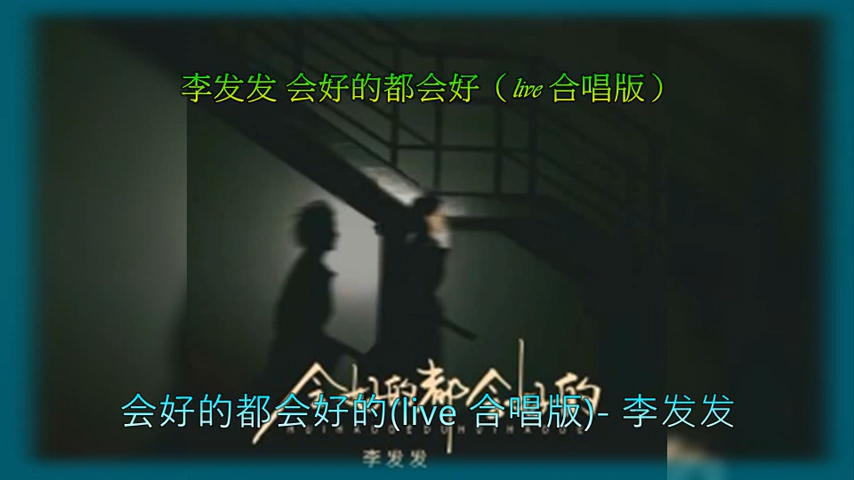 李发发 会好的都会好（live 合唱版）
会好的都会好的
会好的都会好的(live 合唱版)- 李发发
HUIHAODEDUHUIHAODE
李发发